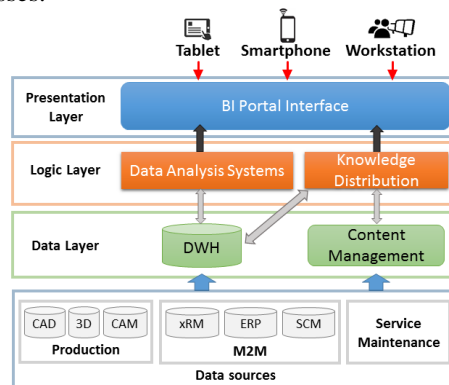 sses.
Tablet Smartphone Workstation
Presentation
Layer
BI Portal Interface
Logic Layer
Data Analysis Systems
Knowledge
Distribution
Data Layer
DWH
Content
Management
CAD 3D CAM
Production
xRM ERP SCM
M2M
Service
Maintenance
Data sources